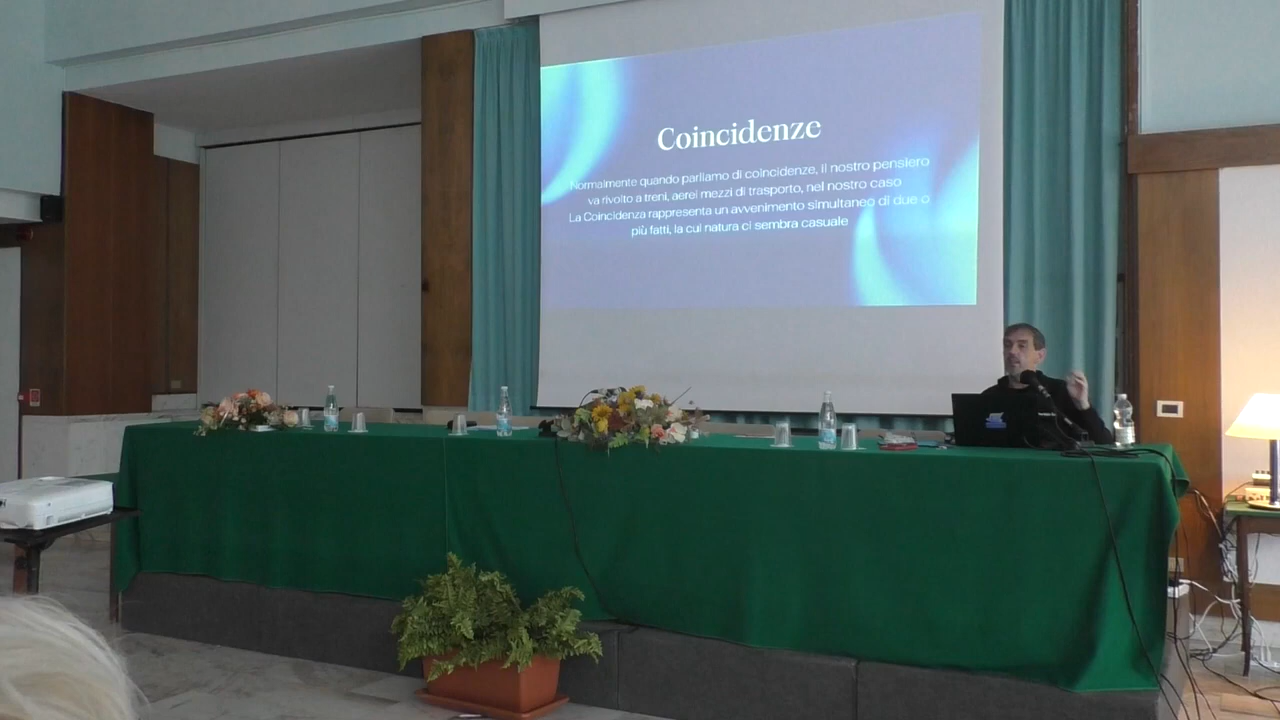 Coincidenze
Normalmente quando parliamo di coincidenze, il nostro pensiero
va rivolto a treni, aerei mezzi di trasporto, nel nostro caso
La Coincidenza rappresenta un avvenimento simultaneo di due o
più fatti, la cui natura ci sembra casuale